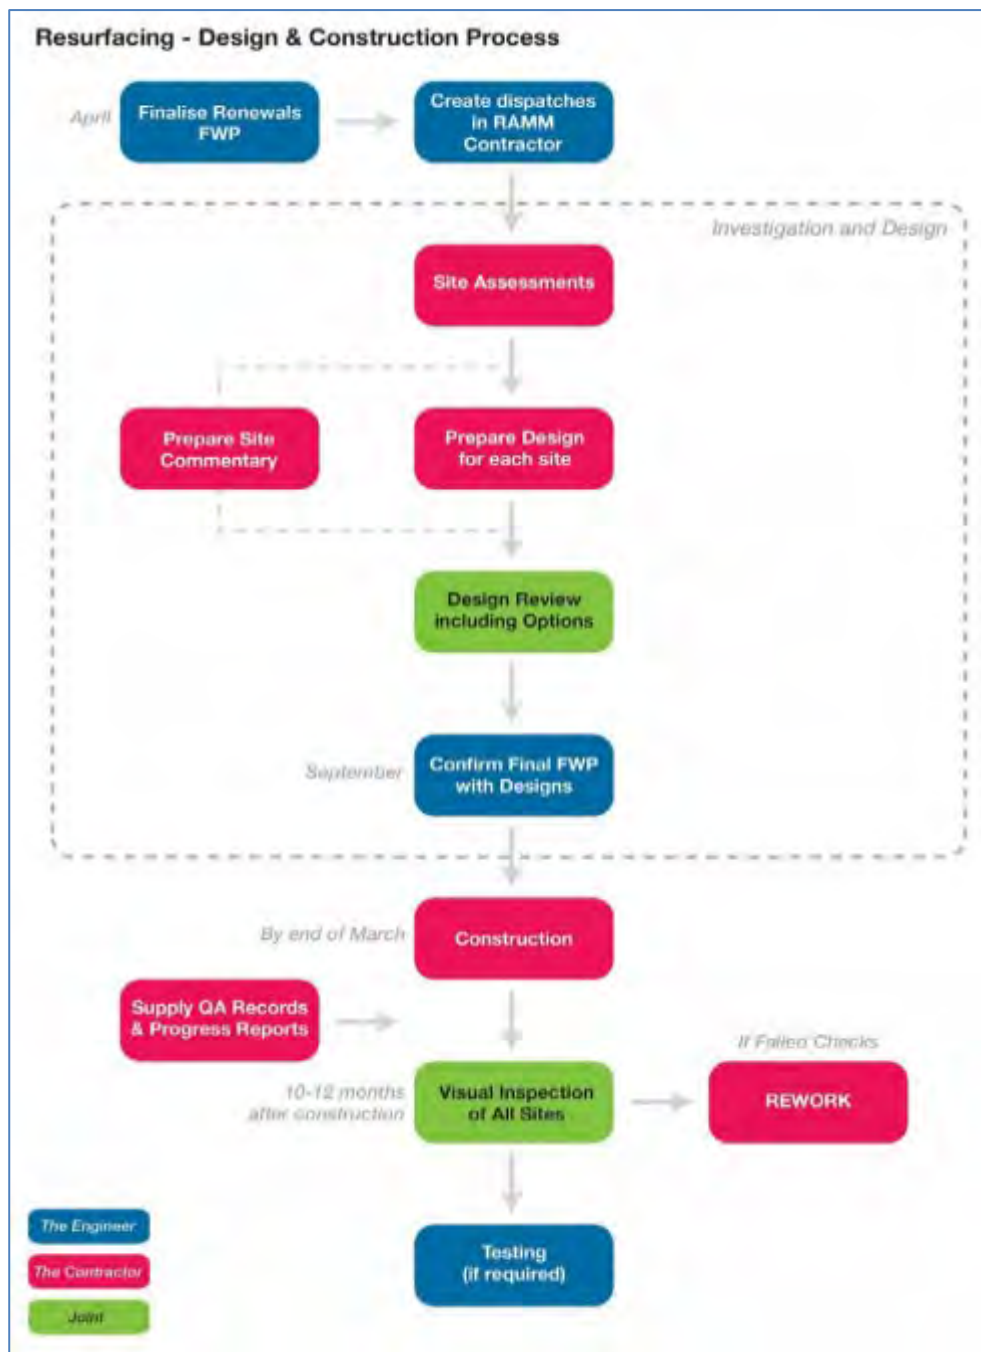 Resurfacing - Design & Construction Process
April
Finalise Renewals
FWP
Create dispatches
in RAMM
Contractor
Investigation and Design
Site Assessments
Prepare Site
Commentary
Prepare Design
for each site
Design Review
including Options
September
Confirm Final FWP
with Designs
By end of March
Construction
Supply QA Records
& Progress Reports
If Failed Checks
10-12 months
after construction
Visual Inspection
of All Sites
REWORK
The Engineer
The Contractor
Joint
Testing
(if required)